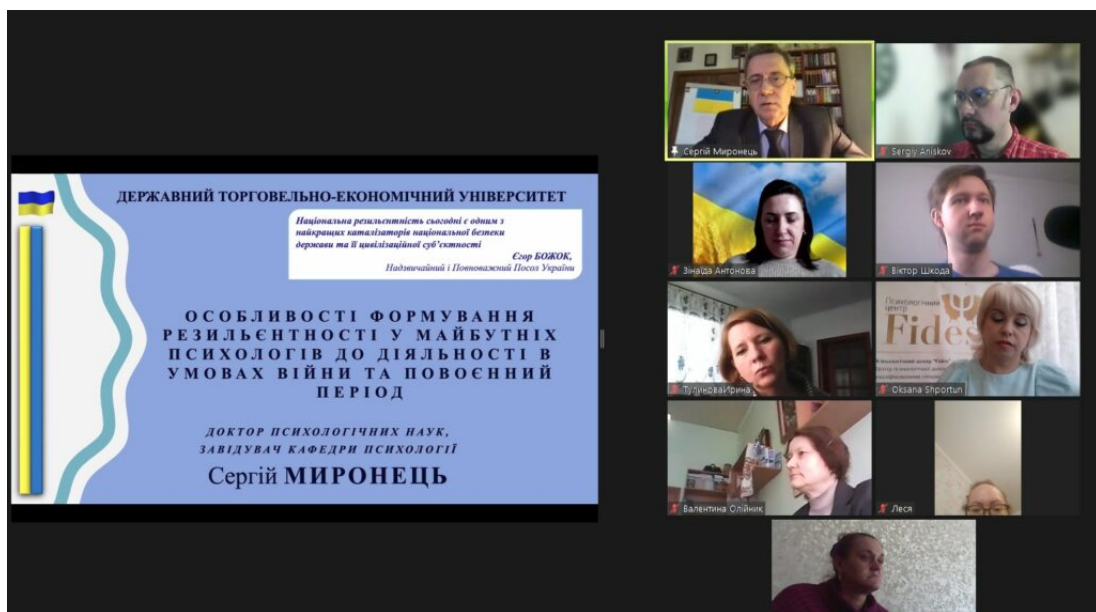 ДЕРЖАВНИЙ ТОРГОВЕЛЬНО-ЕКОНОМІЧНИЙ УНІВЕРСИТЕТ
Національна резильєнтність сьогодні є одним з
найкращих каталізаторів національної безпеки
держави та її цивілізаційної суб'єктності
Єгор БОЖОК,
Надзвичайний і Повноважний Посол України
ОСОБЛИВОСТІ ФОРМУВАННЯ
РЕЗИЛЬЄНТНОСТІ У МАЙБУТНІХ
ПСИХОЛОГІВ ДО ДІЯЛЬНОСТІ В
УМОВАХ ВІЙНИ ТА ПОВОЄННИЙ
ПЕРІОД
ДОКТОР ПСИХОЛОГІЧНИХ НАУК,
ЗАВІДУВАЧ КАФЕДРИ ПСИХОЛОГІЇ
Сергій МИРОНЕЦЬ
Сергій Миронець
Sergiy Aniskov
Зінаїда Антонова
Віктор Шкода
ТулиноваИрина
Психологічний
центр
Fides
Oksana Shportun
Валентина Олійник
Леся